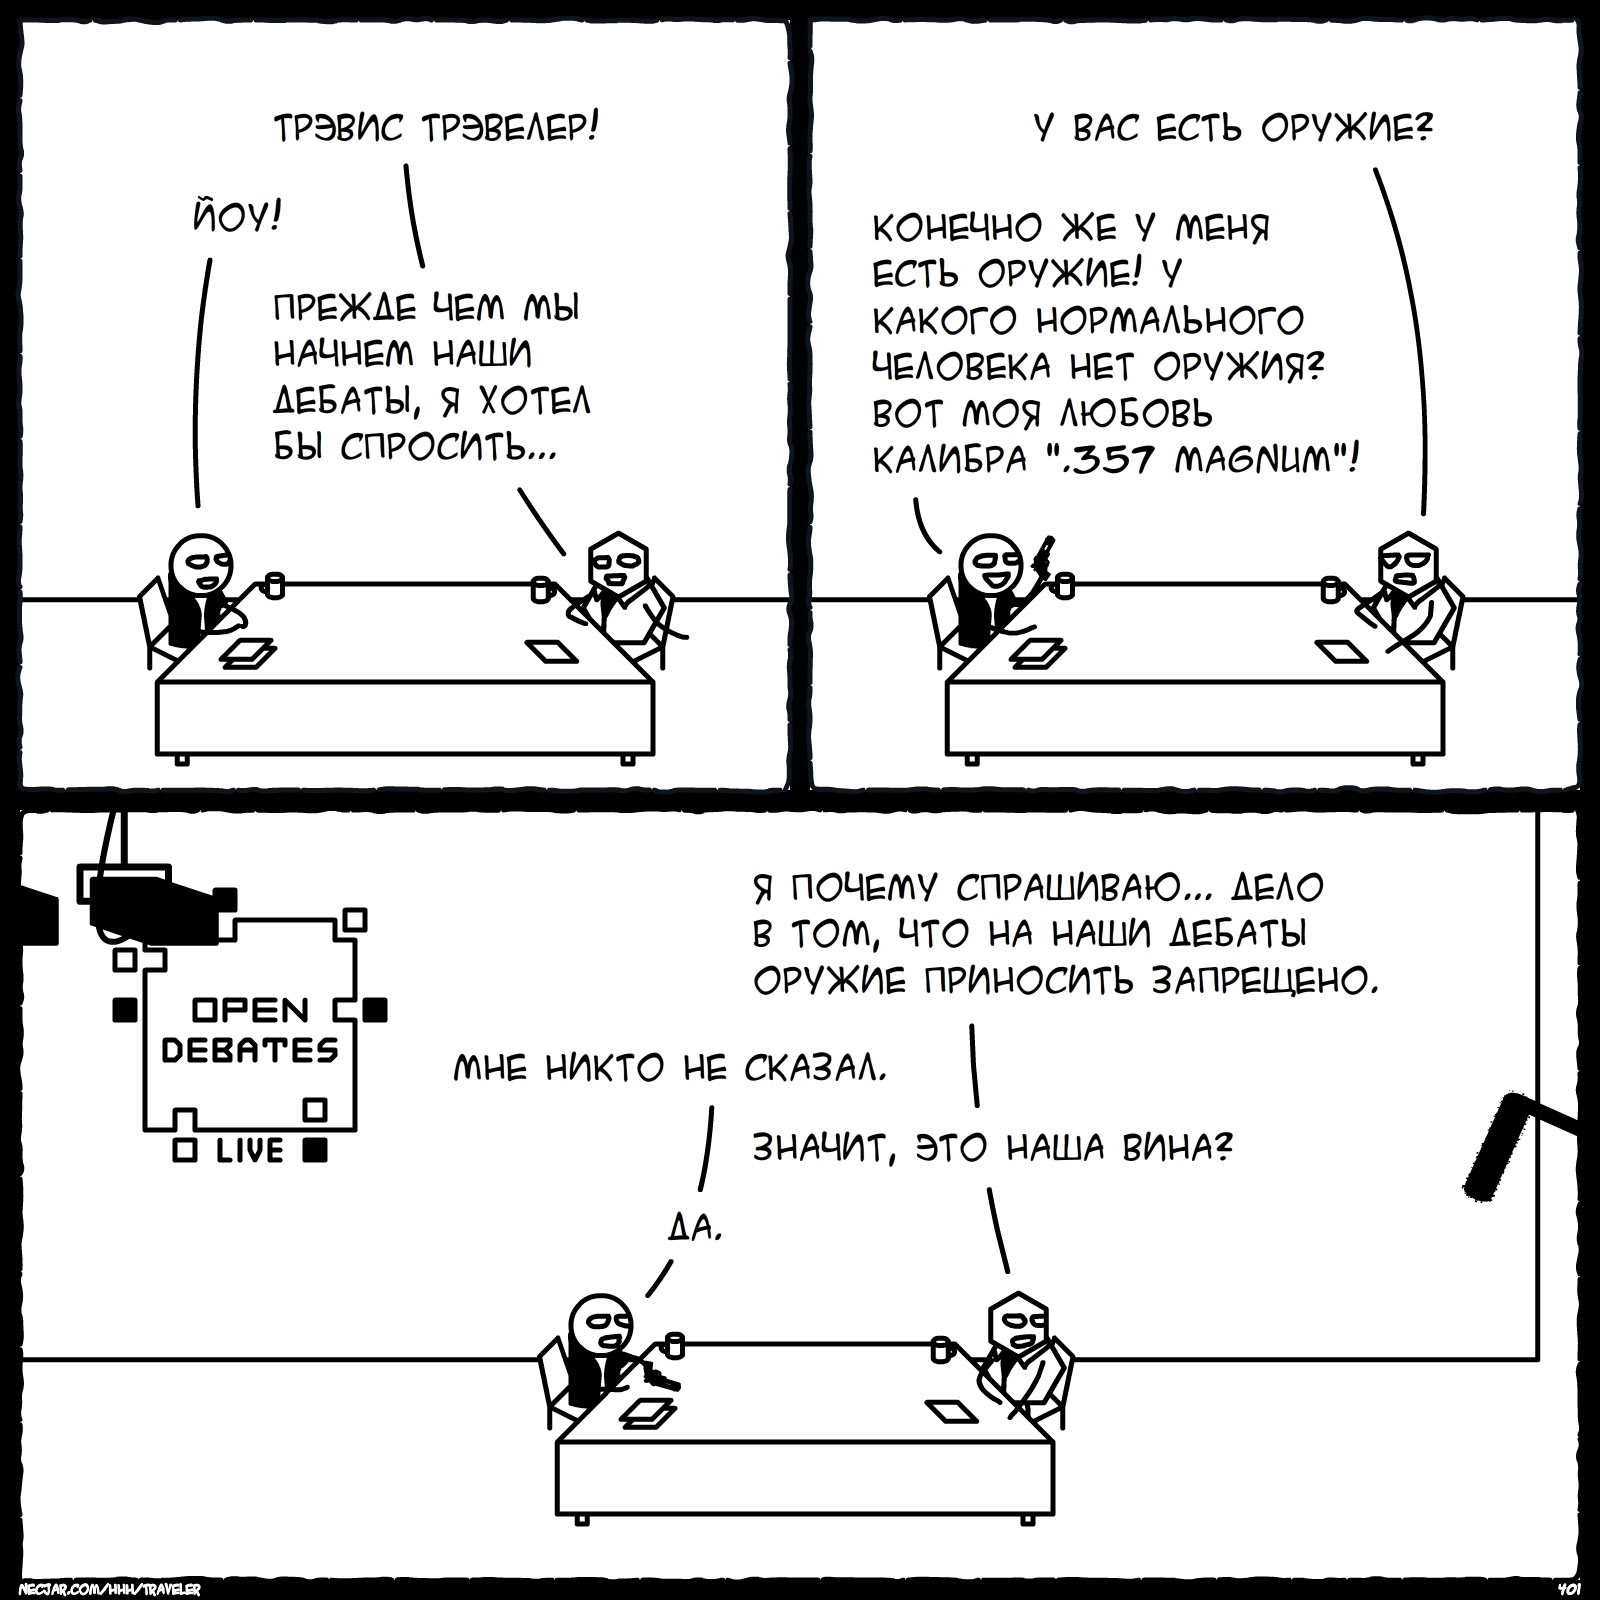 ТРЭВИС ТРЭВЕЛЕР!
ЙОУ!
ПРЕЖДЕ ЧЕМ МЫ
НАЧНЕМ НАШИ
ДЕБАТЫ, Я ХОТЕЛ
БЫ СПРОСИТЬ...
У ВАС ЕСТЬ ОРУЖИЕ?
КОНЕЧНО ЖЕ У МЕНЯ
ЕСТЬ ОРУЖИЕ! У
КАКОГО НОРМАЛЬНОГО
ЧЕЛОВЕКА НЕТ ОРУЖИЯ?
ВОТ МОЯ ЛЮБОВЬ
КАЛИБРА ".357 MAGNUM"!
Я ПОЧЕМУ СПРАШИВАЮ... ДЕЛО
В ТОМ, ЧТО НА НАШИ ДЕБАТЫ
ОРУЖИЕ ПРИНОСИТЬ ЗАПРЕЩЕНО.
МНЕ НИКТО НЕ СКАЗАЛ.
ЗНАЧИТ, ЭТО НАША ВИНА?
ДА.
OPEN
DEBATES
LIVE
NECJAR.COM/HHH/TRAVELER
401